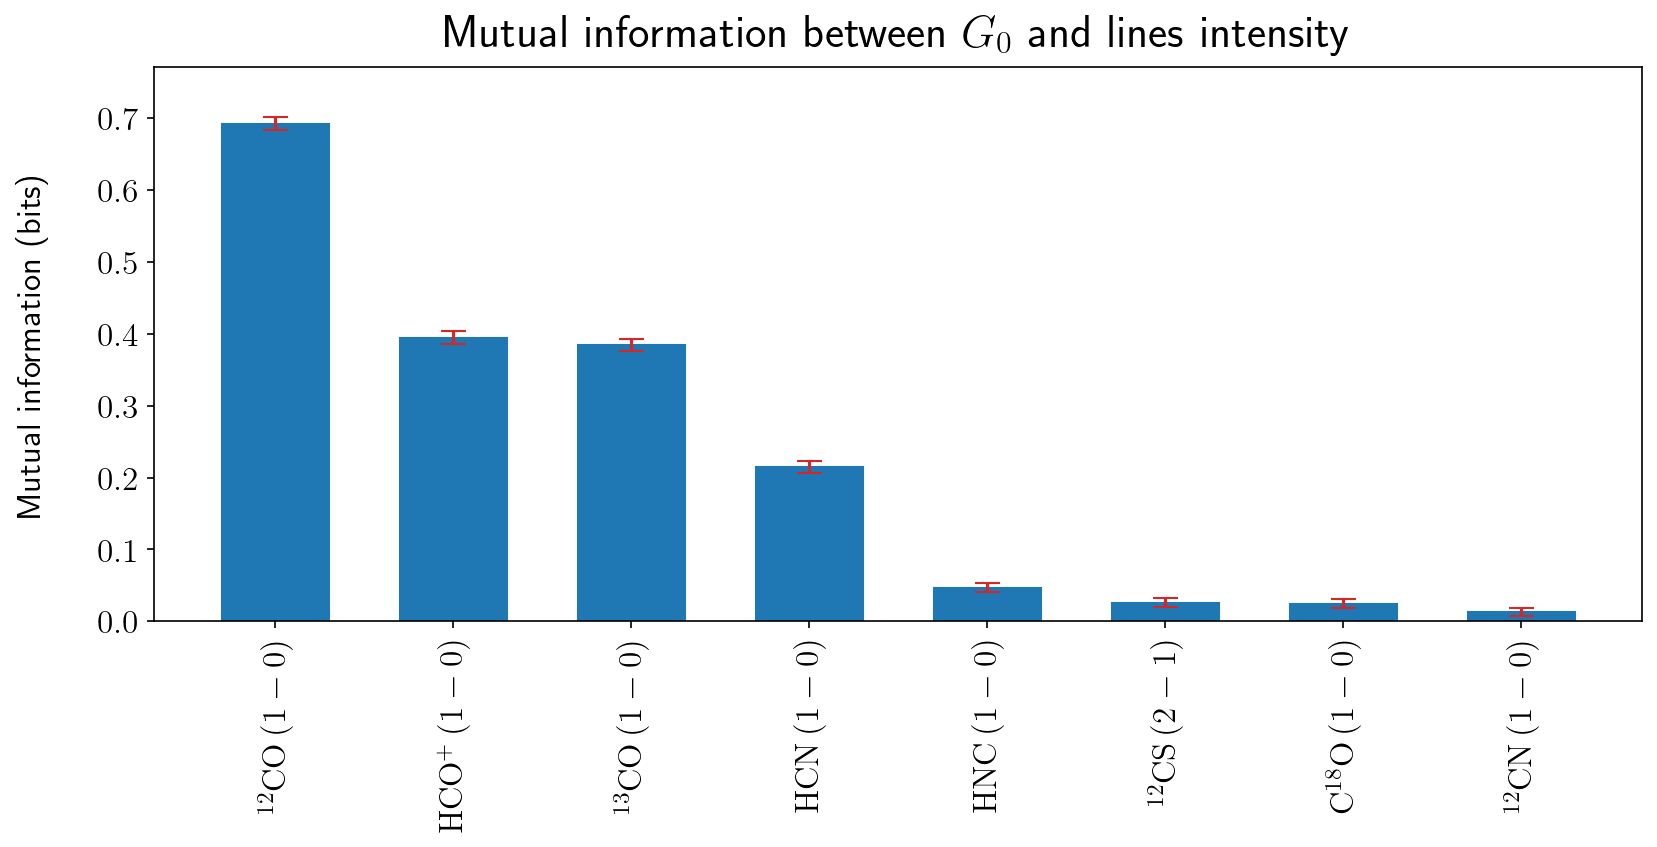 Mutual information between G₀ and lines intensity
Mutual information (bits)
0.7
0.6
0.5
0.4
0.3
0.2
0.1
0.0
¹²CO (1 − 0)
HCO⁺ (1 − 0)
¹³CO (1 − 0)
HCN (1 − 0)
HNC (1 − 0)
¹²CS (2 − 1)
C¹⁸O (1 − 0)
¹²CN (1 − 0)